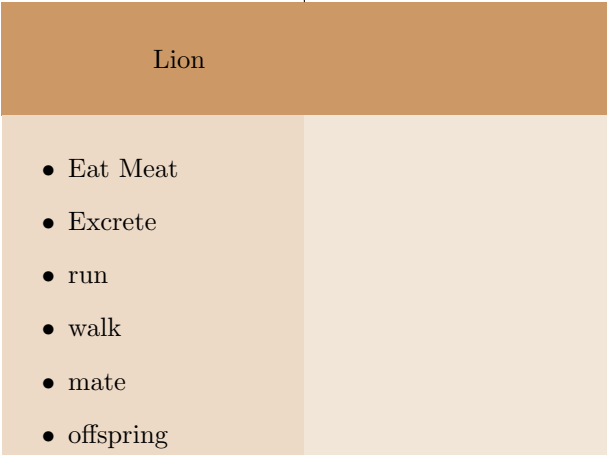 Lion
• Eat Meat
• Excrete
• run
• walk
• mate
• offspring